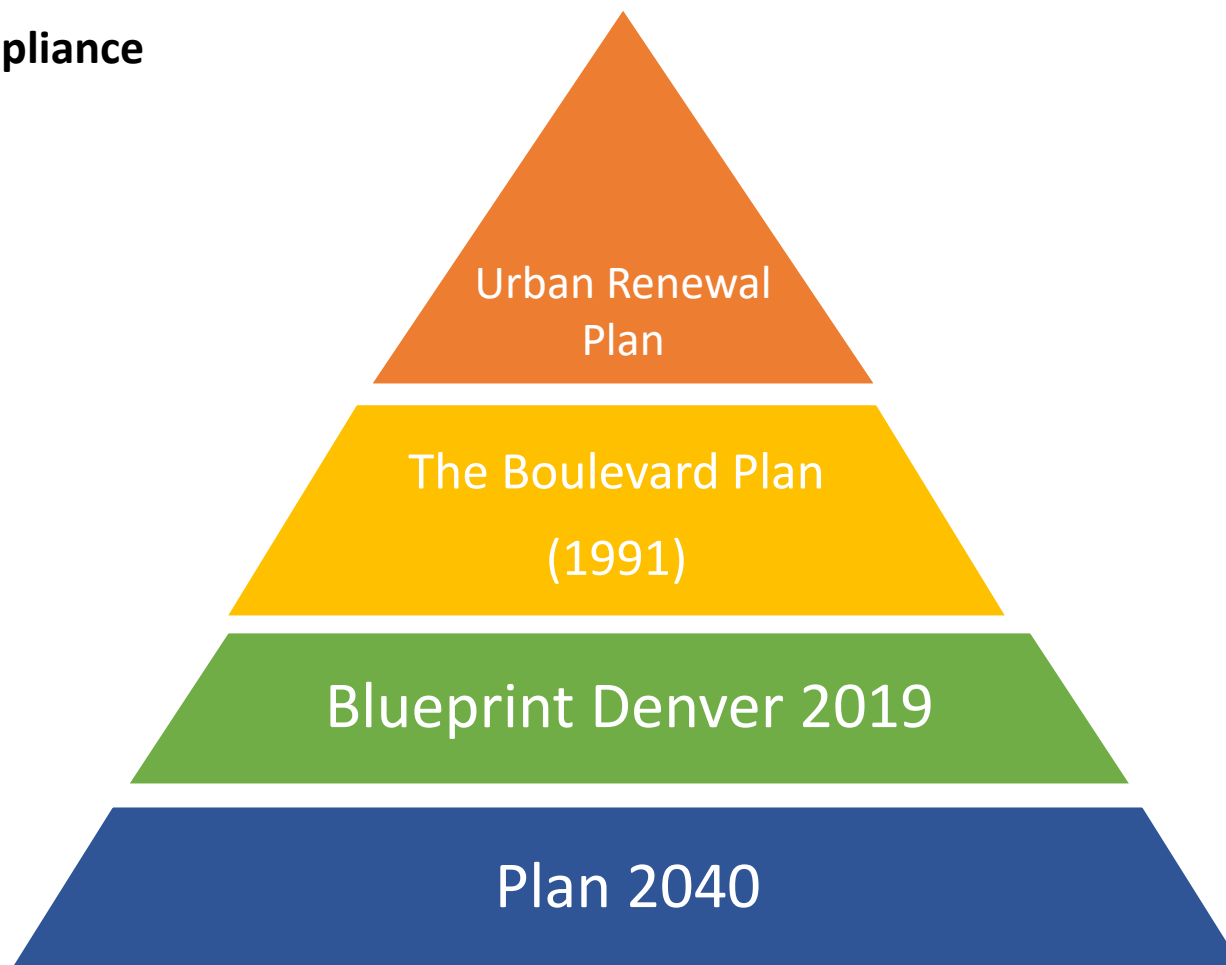 pliance
Urban Renewal
Plan
The Boulevard Plan
(1991)
Blueprint Denver 2019
Plan 2040